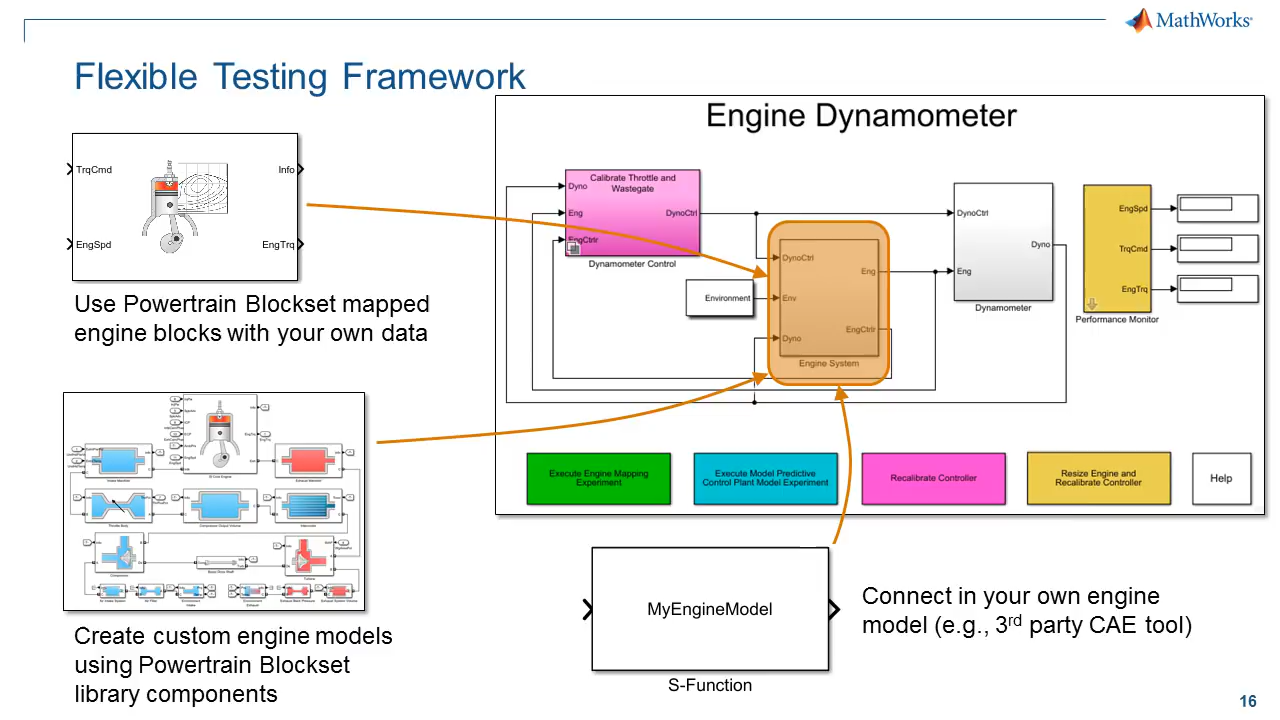 MathWorks
Flexible Testing Framework
TrqCmd
Info
EngSpd
EngTrq
Use Powertrain Blockset mapped
engine blocks with your own data
Create custom engine models
using Powertrain Blockset
library components
Engine Dynamometer
Calibrate Throttle and
Wastegate
Dyno
Eng
EngCtrlr
DynoCtrl
Dynamometer Control
Environment
DynoCtrl
Env
Dyno
Eng
EngCtrlr
Engine System
DynoCtrl
Eng
Dyno
Dynamometer
EngSpd
TrqCmd
EngTrq
Performance Monitor
Execute Engine Mapping
Experiment
Execute Model Predictive
Control Plant Model Experiment
Recalibrate Controller
Resize Engine and
Recalibrate Controller
Help
MyEngineModel
S-Function
Connect in your own engine
model (e.g., 3rd party CAE tool)
16